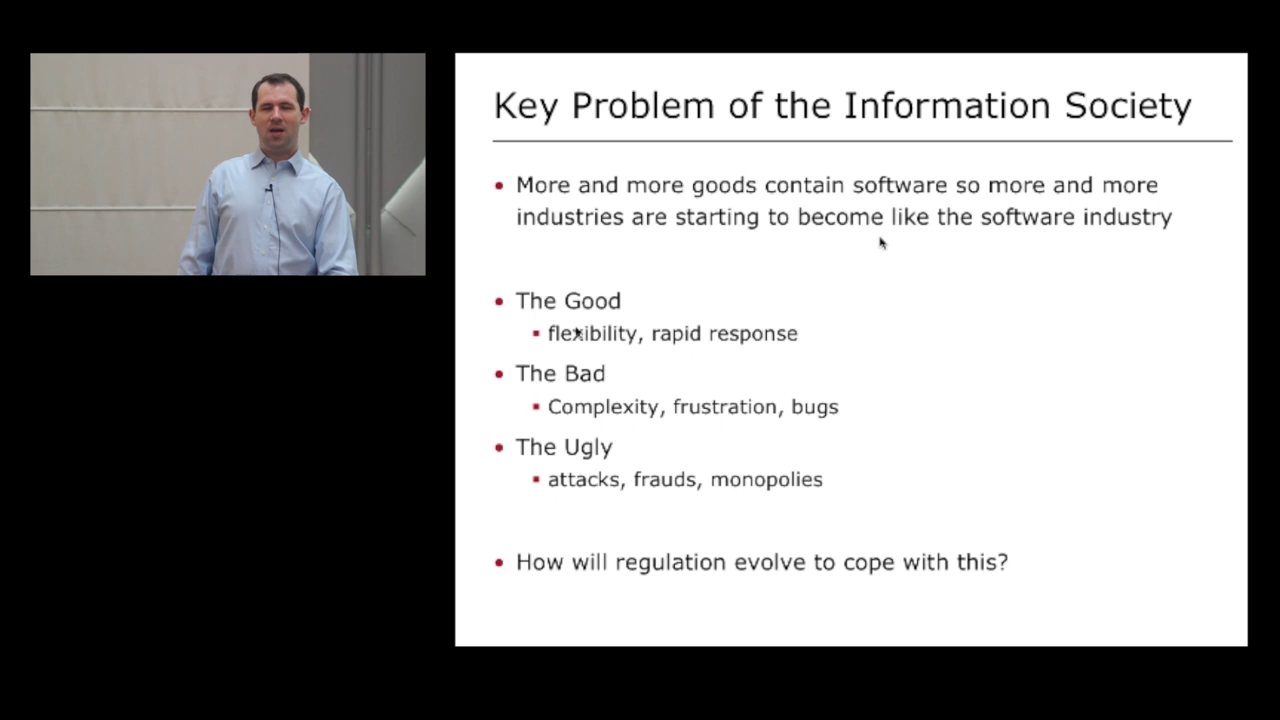 Key Problem of the Information Society
More and more goods contain software so more and more
industries are starting to become like the software industry
The Good
flexibility, rapid response
The Bad
Complexity, frustration, bugs
The Ugly
attacks, frauds, monopolies
How will regulation evolve to cope with this?